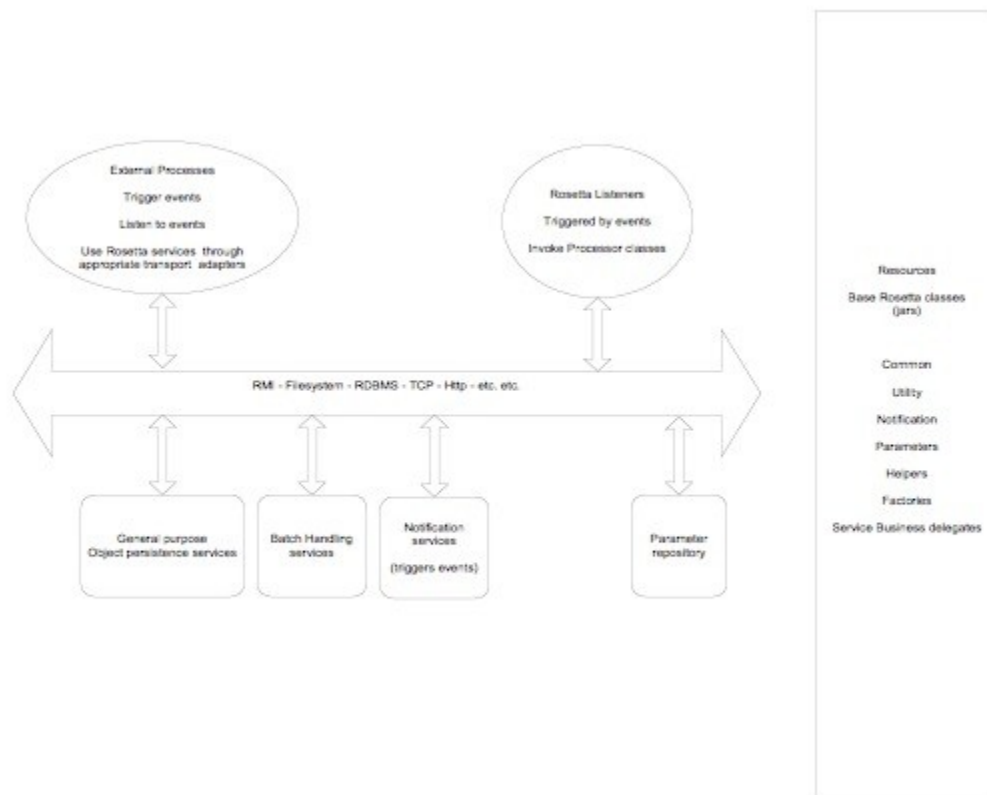 External Processes
Trigger events
Listen to events
Use Rosetta services through
appropriate transport adapters
Rosetta Listeners
Triggered by events
Invoke Processor classes
RMI - Filesystem - RDBMS - TCP - Http - etc. etc.
General purpose
Object persistence services
Batch Handling
services
Notification
services
(triggers events)
Parameter
repository
Resources
Base Rosetta classes
(jars)
Common
Utility
Notification
Parameters
Helpers
Factories
Service Business delegates